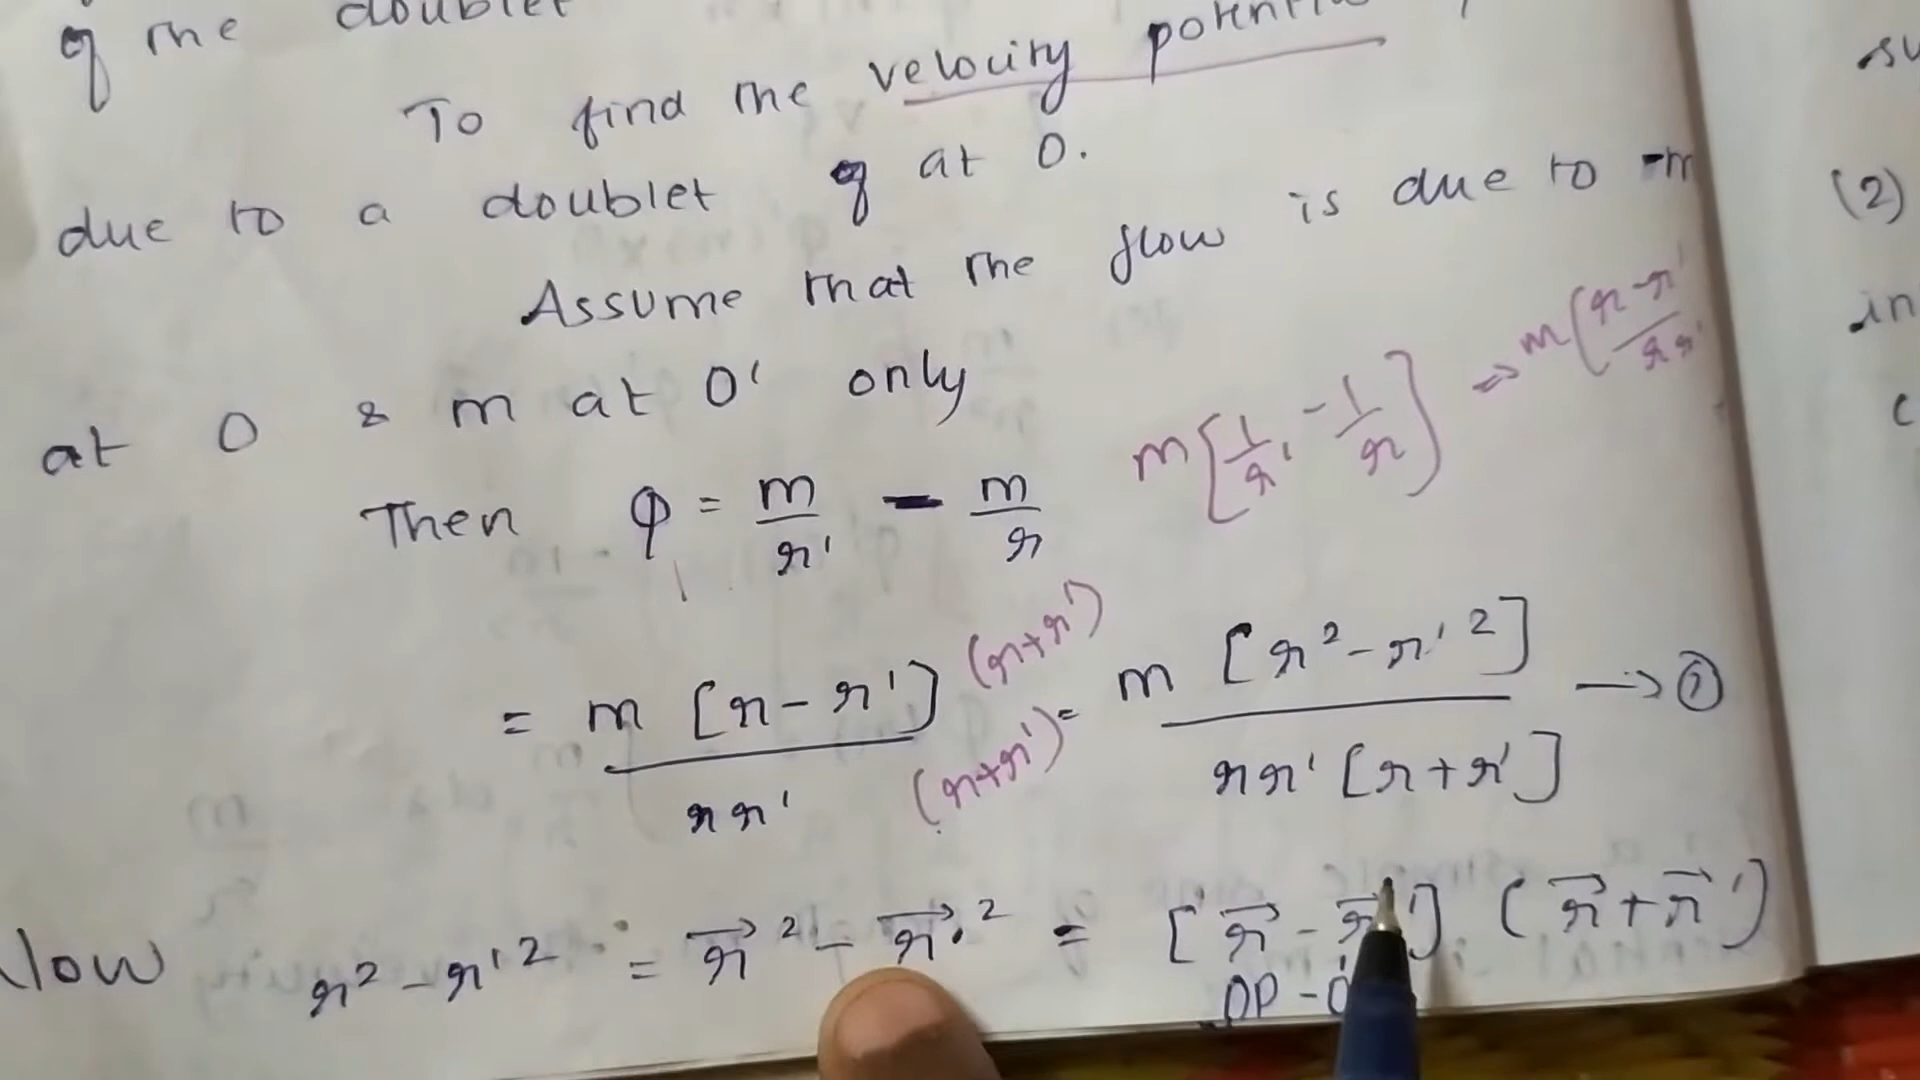 of the doublet
To find the velocity potential
due to a doublet of at O.
Assume that the flow is due to -m
at O & m at O' only
m[1/r' - 1/r] ⇒ m[r-r'/rr'
Then φ = m/r' - m/r
= m [r-r'] (r+r') / rr' (r+r') = m [r² - r'²] / rr' [r+r'] → ①
Now r² - r'² = r⃗² - r⃗'² = [r⃗ - r⃗'] (r⃗ + r⃗')
OP - O
(2)
in